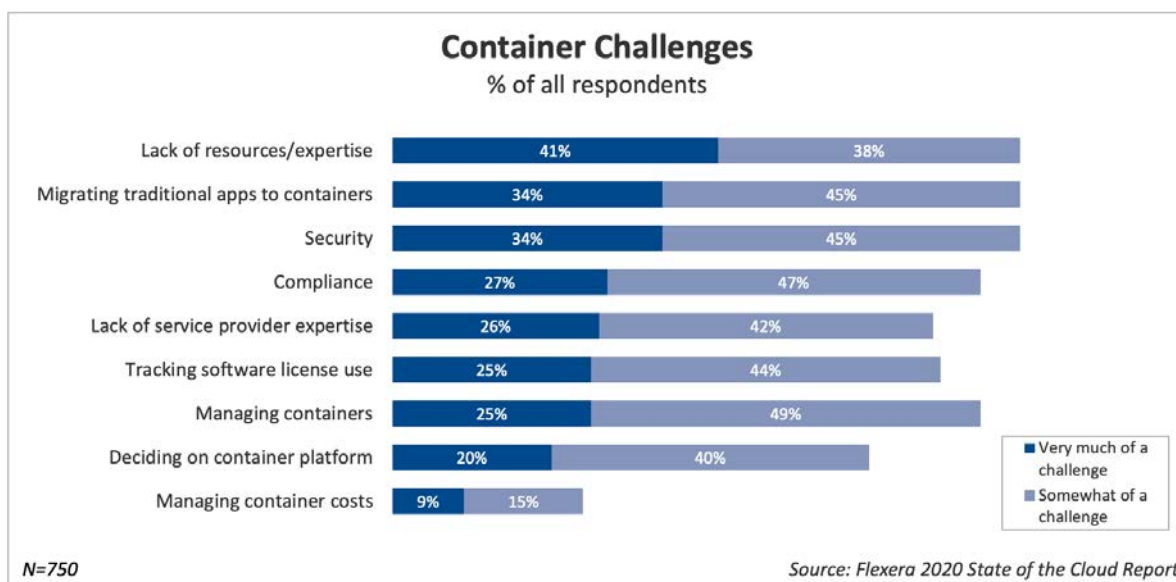 Container Challenges
% of all respondents
Lack of resources/expertise
41%
38%
Migrating traditional apps to containers
34%
45%
Security
34%
45%
Compliance
27%
47%
Lack of service provider expertise
26%
42%
Tracking software license use
25%
44%
Managing containers
25%
49%
Deciding on container platform
20%
40%
Managing container costs
9%
15%
Very much of a
challenge
Somewhat of a
challenge
N=750
Source: Flexera 2020 State of the Cloud Report